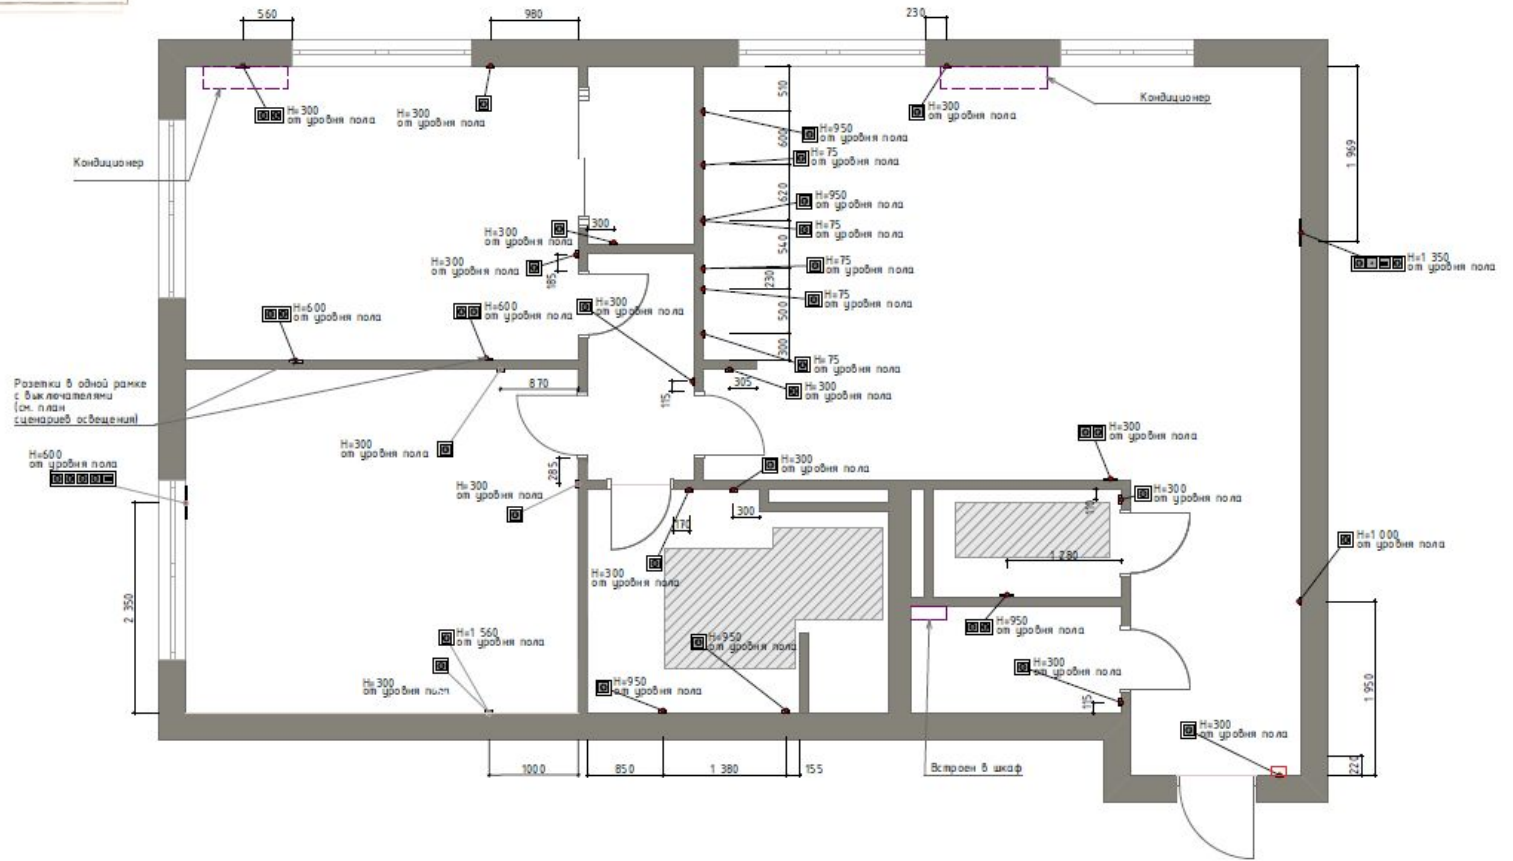 560
980
230
H=300
от уровня пола
H=300
от уровня пола
H=300
от уровня пола
Кондиционер
510
H=950
от уровня пола
600
H=75
от уровня пола
1 969
Кондиционер
620
H=950
от уровня пола
H=75
от уровня пола
300
H=300
от уровня пола
540
H=300
от уровня пола
185
H=75
от уровня пола
230
H=1 350
от уровня пола
H=75
от уровня пола
H=600
от уровня пола
H=600
от уровня пола
H=300
от уровня пола
500
300
H=75
от уровня пола
Розетки в одной рамке
с выключателями
(см. план
сценариев освещения)
870
115
305
H=300
от уровня пола
H=300
от уровня пола
H=300
от уровня пола
H=600
от уровня пола
285
H=300
от уровня пола
H=300
от уровня пола
110
H=300
от уровня пола
170
300
1 280
H=1 000
от уровня пола
H=300
от уровня пола
2 350
H=1 560
от уровня пола
H=950
от уровня пола
H=950
от уровня пола
H=300
от уровня
H=950
от уровня пола
H=300
от уровня пола
115
1 950
H=300
от уровня пола
220
1000
850
1 380
155
Встроен в шкаф